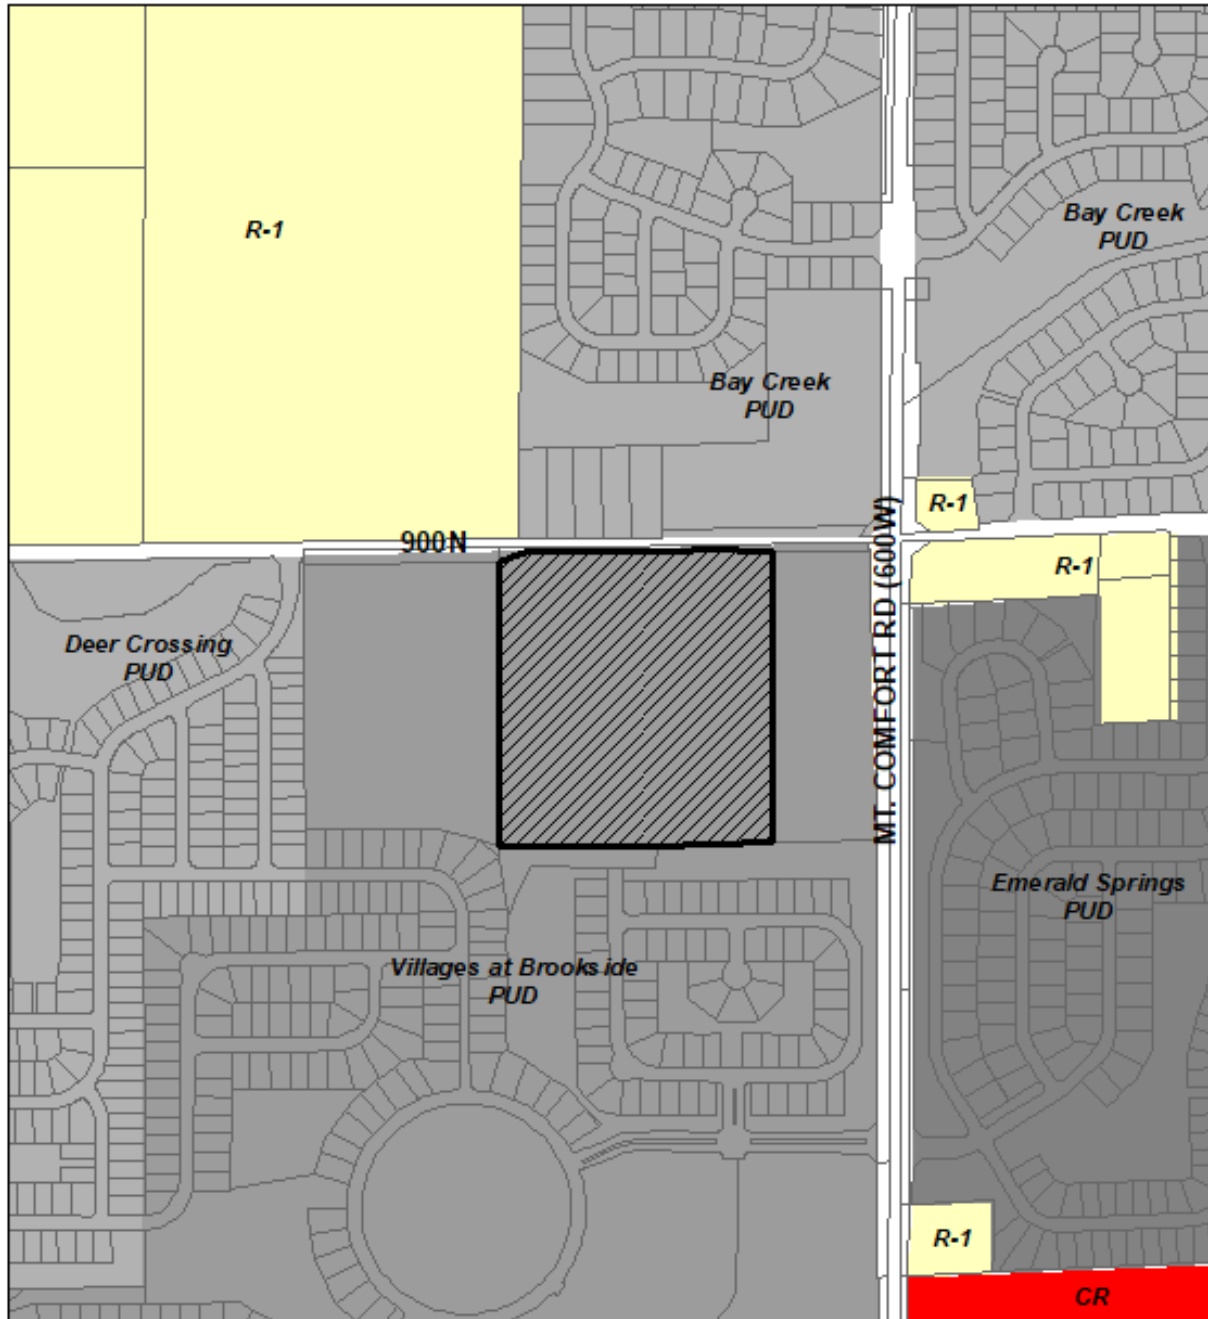 R-1
Bay Creek
PUD
Bay Creek
PUD
R-1
900N
MT. COMFORT RD (600W)
R-1
Deer Crossing
PUD
Emerald Springs
PUD
Villages at Brookside
PUD
R-1
CR